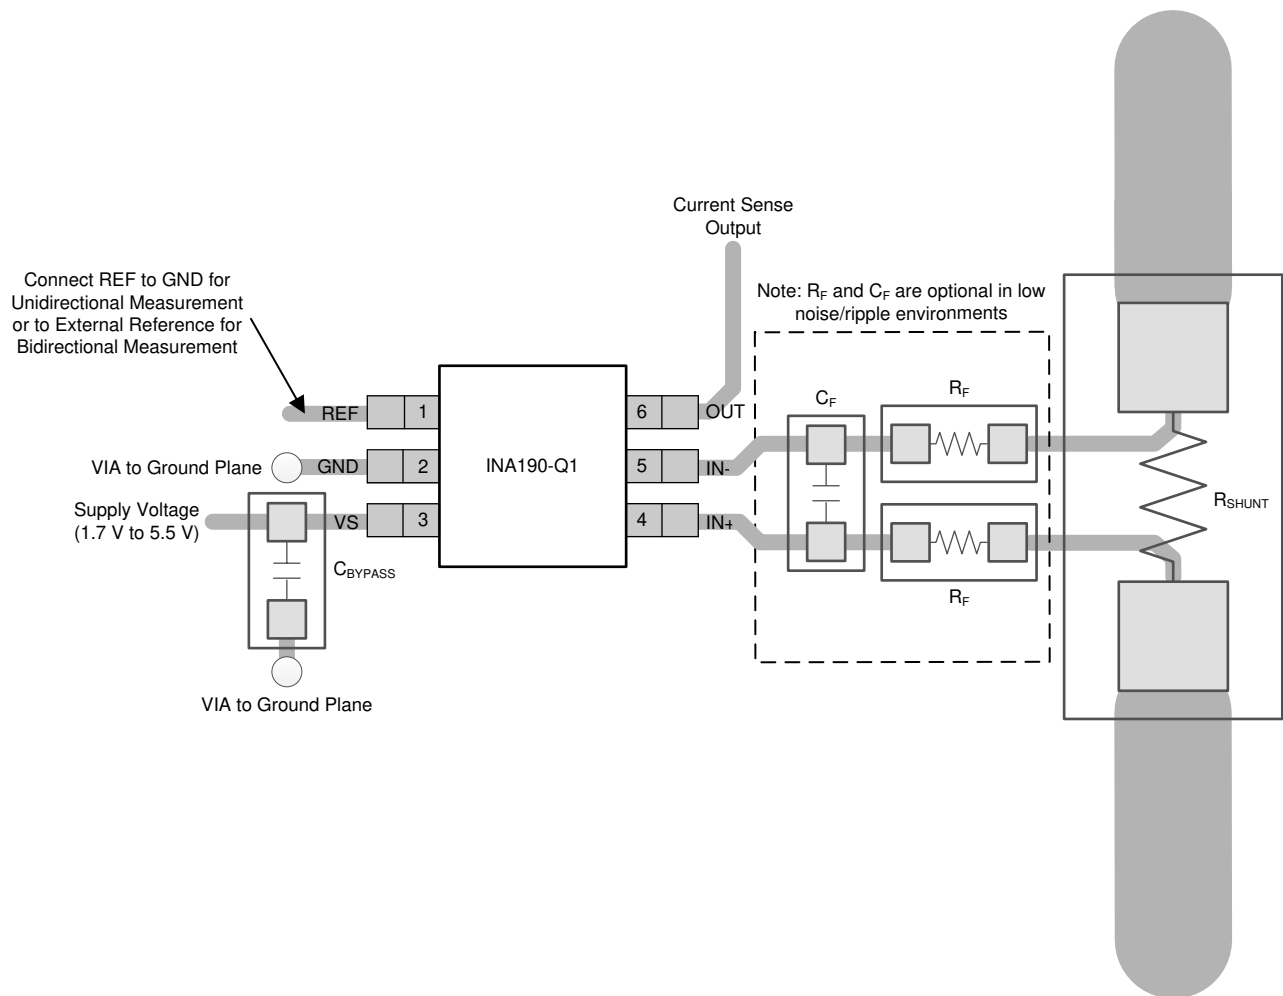 Current Sense
Output
Connect REF to GND for
Unidirectional Measurement
or to External Reference for
Bidirectional Measurement
Note: RF and CF are optional in low
noise/ripple environments
REF
1
6
OUT
CF
RF
VIA to Ground Plane
GND
2
INA190-Q1
5
IN-
Supply Voltage
(1.7 V to 5.5 V)
VS
3
4
IN+
RSHUNT
CBYPASS
RF
VIA to Ground Plane